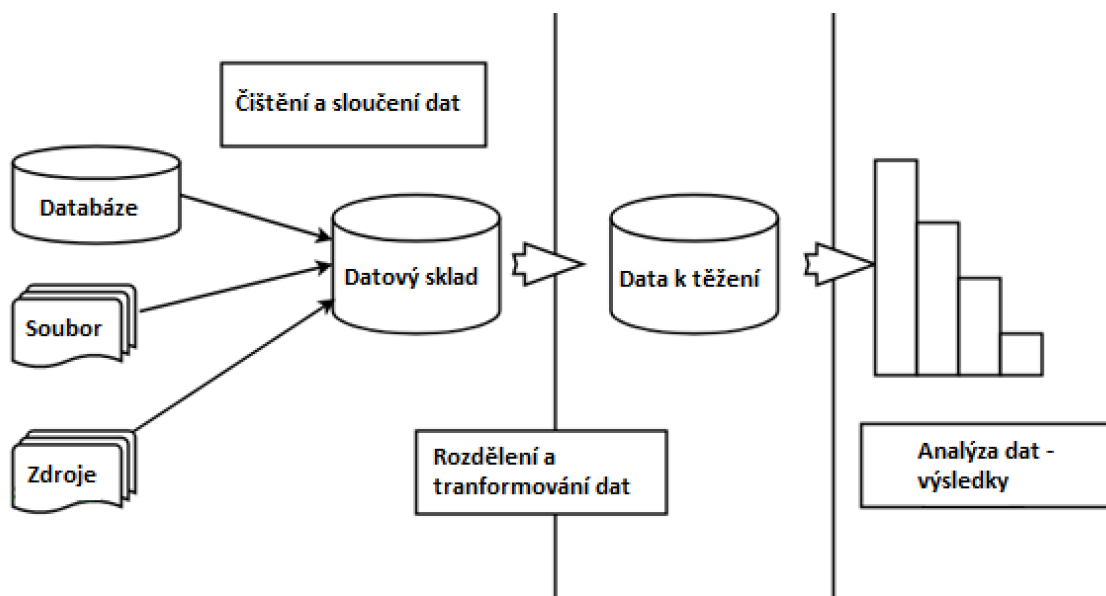 Čištění a sloučení dat
Databáze
Datový sklad
Data k těžení
Soubor
Zdroje
Rozdělení a
tranformování dat
Analýza dat -
výsledky